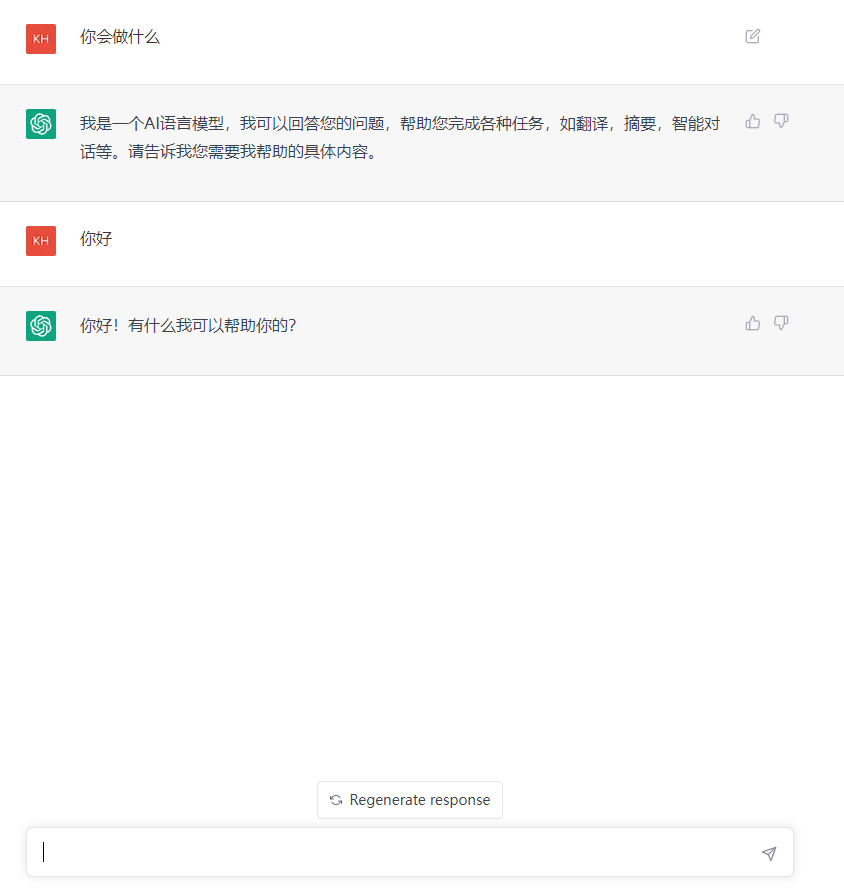 KH
你会做什么
我是一个AI语言模型，我可以回答您的问题，帮助您完成各种任务，如翻译，摘要，智能对
话等。请告诉我您需要我帮助的具体内容。
KH
你好
你好！有什么我可以帮助你的？
Regenerate response